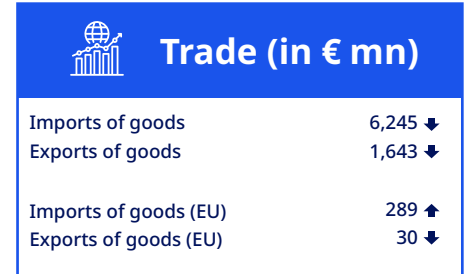 Trade (in € mn)
Imports of goods 6,245
Exports of goods 1,643
Imports of goods (EU) 289
Exports of goods (EU) 30